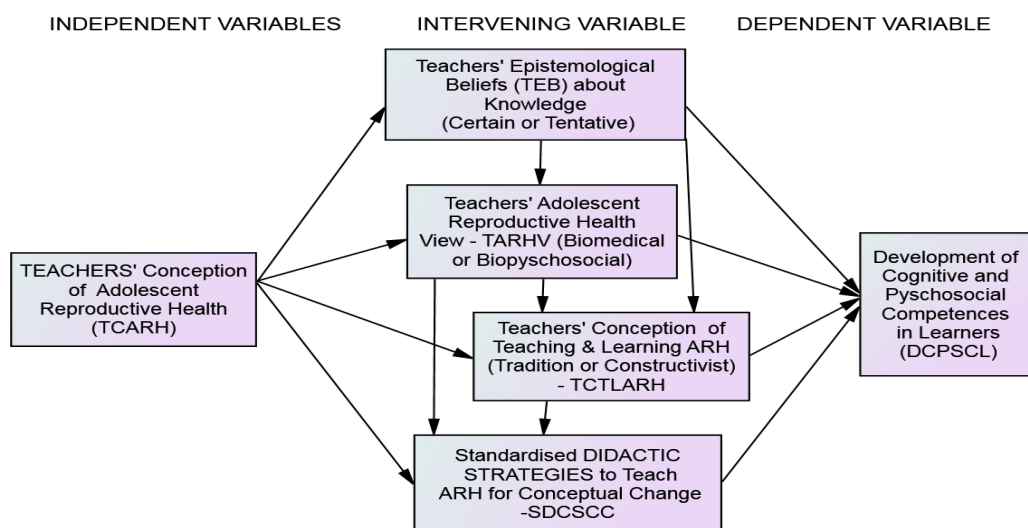 INDEPENDENT VARIABLES
INTERVENING VARIABLE
DEPENDENT VARIABLE
Teachers' Epistemological
Beliefs (TEB) about
Knowledge
(Certain or Tentative)
Teachers' Adolescent
Reproductive Health
View - TARHV (Biomedical
or Biopyschosocial)
TEACHERS' Conception
of Adolescent
Reproductive Health
(TCARH)
Teachers' Conception of
Teaching & Learning ARH
(Tradition or Constructivist)
- TCTLARH
Standardised DIDACTIC
STRATEGIES to Teach
ARH for Conceptual Change
-SDCSCC
Development of
Cognitive and
Pyschosocial
Competences
in Learners
(DCPSCL)